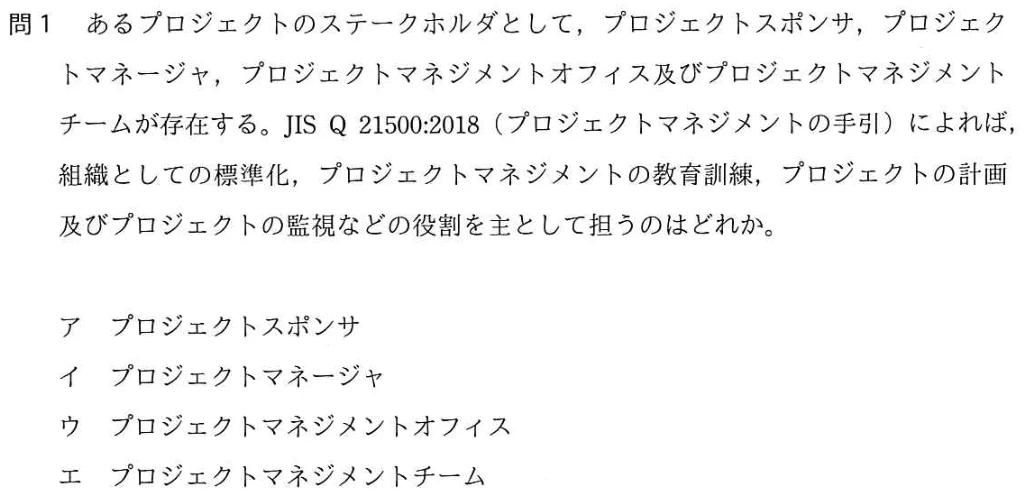 問1 あるプロジェクトのステークホルダとして，プロジェクトスポンサ，プロジェク
トマネージャ，プロジェクトマネジメントオフィス及びプロジェクトマネジメント
チームが存在する。JIS Q 21500:2018（プロジェクトマネジメントの手引）によれば，
組織としての標準化，プロジェクトマネジメントの教育訓練，プロジェクトの計画
及びプロジェクトの監視などの役割を主として担うのはどれか。
ア プロジェクトスポンサ
イ プロジェクトマネージャ
ウ プロジェクトマネジメントオフィス
エ プロジェクトマネジメントチーム